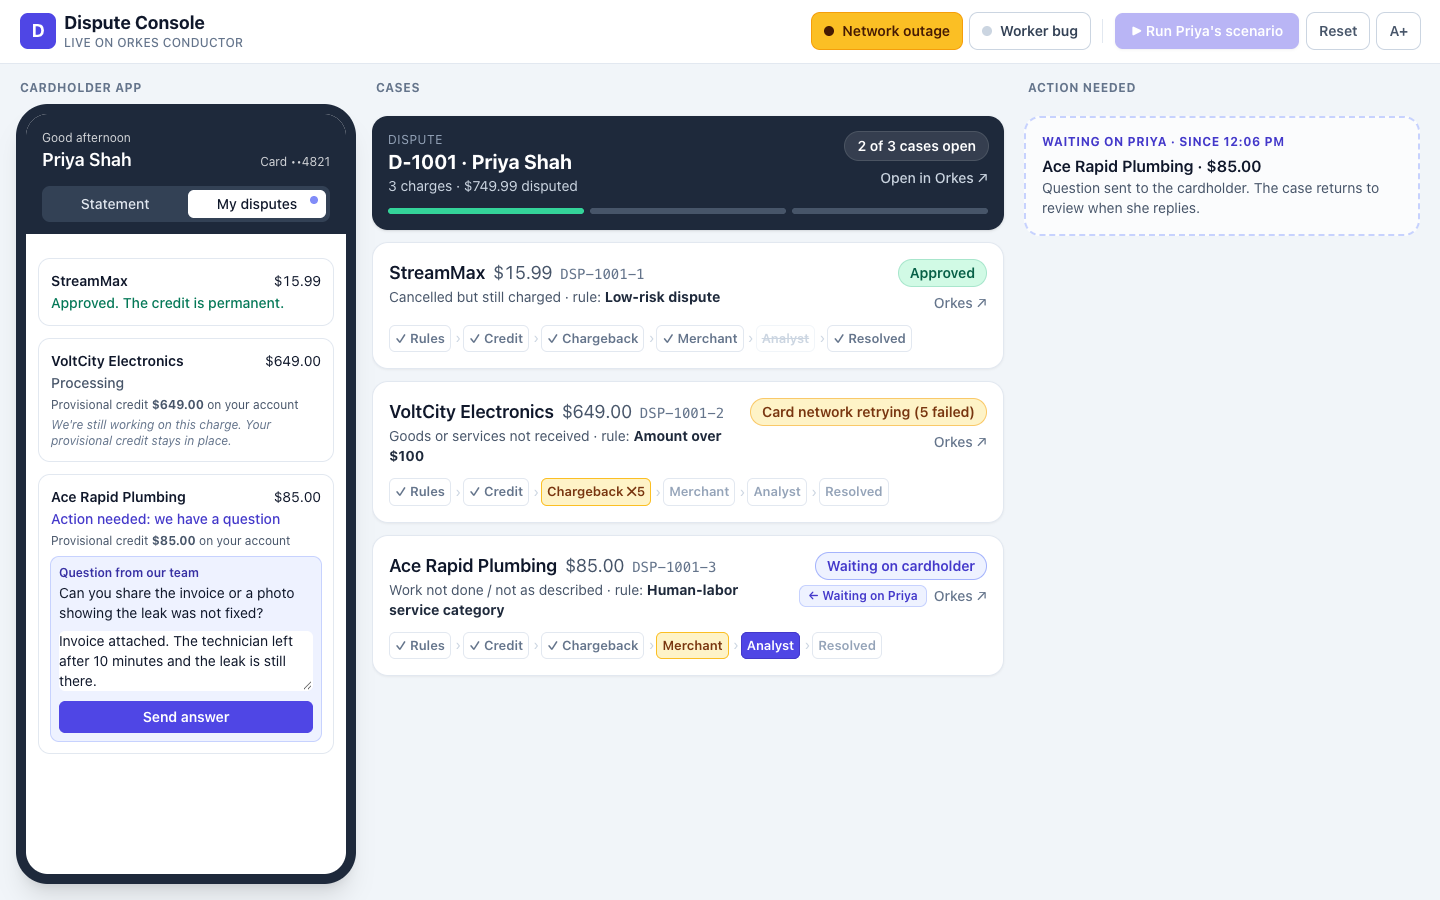 D
Dispute Console
LIVE ON ORKES CONDUCTOR
Network outage
Worker bug
▶ Run Priya's scenario
Reset
A+
CARDHOLDER APP
Good afternoon
Priya Shah
Card ••4821
Statement
My disputes
StreamMax $15.99
Approved. The credit is permanent.
VoltCity Electronics $649.00
Processing
Provisional credit $649.00 on your account
We're still working on this charge. Your
provisional credit stays in place.
Ace Rapid Plumbing $85.00
Action needed: we have a question
Provisional credit $85.00 on your account
Question from our team
Can you share the invoice or a photo
showing the leak was not fixed?
Invoice attached. The technician left
after 10 minutes and the leak is still
there.
Send answer
CASES
DISPUTE
D-1001 · Priya Shah
3 charges · $749.99 disputed
2 of 3 cases open
Open in Orkes ↗
StreamMax $15.99 DSP-1001-1
Approved
Cancelled but still charged · rule: Low-risk dispute
Orkes ↗
✓ Rules › ✓ Credit › ✓ Chargeback › ✓ Merchant › Analyst › ✓ Resolved
VoltCity Electronics $649.00 DSP-1001-2
Card network retrying (5 failed)
Goods or services not received · rule: Amount over
$100
Orkes ↗
✓ Rules › ✓ Credit › Chargeback ✕5 › Merchant › Analyst › Resolved
Ace Rapid Plumbing $85.00 DSP-1001-3
Waiting on cardholder
Work not done / not as described · rule: Human-labor
service category
← Waiting on Priya
Orkes ↗
✓ Rules › ✓ Credit › ✓ Chargeback › Merchant › Analyst › Resolved
ACTION NEEDED
WAITING ON PRIYA · SINCE 12:06 PM
Ace Rapid Plumbing · $85.00
Question sent to the cardholder. The case returns to
review when she replies.